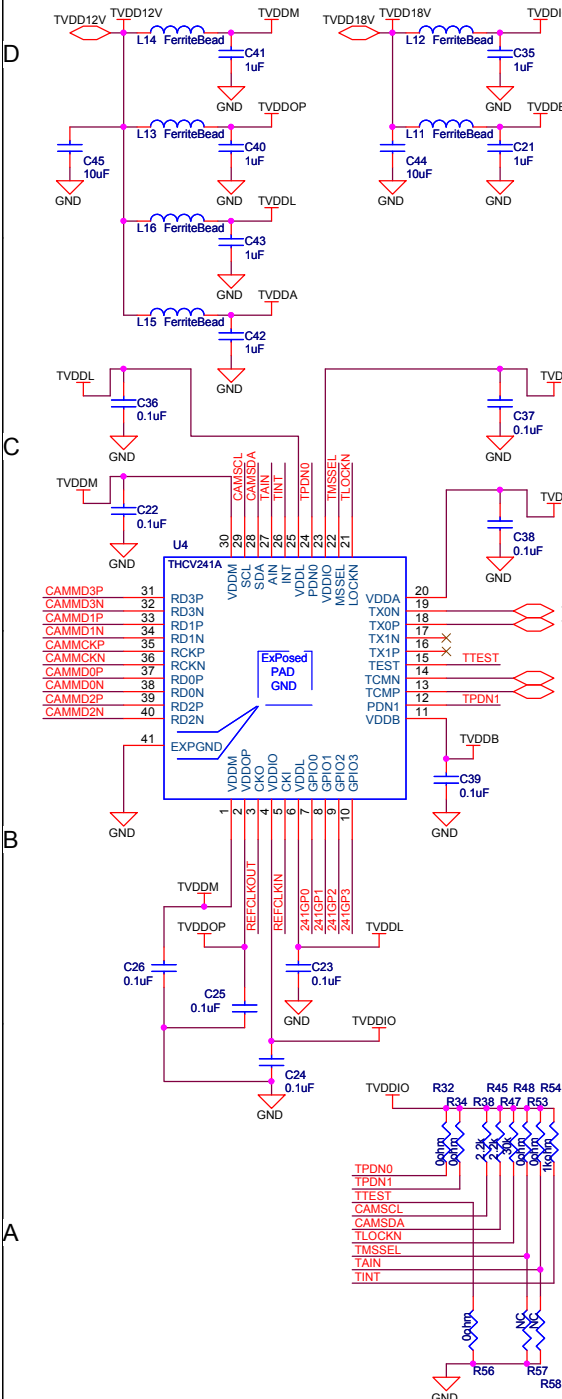 D
TVDD12V TVDD12V TVDDM TVDD18V TVDD18V TVDDI
L14 FerriteBead C41 1uF L12 FerriteBead C35 1uF
GND GND
TVDDOP TVDDB
L13 FerriteBead C40 1uF L11 FerriteBead C21 1uF
C45 10uF C44 10uF
GND GND GND GND
TVDDL
L16 FerriteBead C43 1uF
GND
TVDDA
L15 FerriteBead C42 1uF
GND
TVDDL TVD
C36 0.1uF C37 0.1uF
C
GND GND
CAMSCL CAMSDA TAIN TINT TPDN0 TMSSEL TLOCKN
TVDDM TVD
C22 0.1uF C38 0.1uF
GND GND
30 29 28 27 26 25 24 23 22 21
U4
THCV241A
VDDM SCL SDA AIN INT VDDL PDN0 VDDIO MSSEL LOCKN
CAMMD3P 31 RD3P VDDA 20
CAMMD3N 32 RD3N TX0N 19
CAMMD1P 33 RD1P TX0P 18
CAMMD1N 34 RD1N TX1N 17
CAMMCKP 35 RCKP TX1P 16
CAMMCKN 36 RCKN TEST 15 TTEST
CAMMD0P 37 RD0P TCMN 14
CAMMD0N 38 RD0N TCMP 13
CAMMD2P 39 RD2P PDN1 12 TPDN1
CAMMD2N 40 RD2N VDDB 11
ExPosed
PAD
GND
41 EXPGND
TVDDB
C39 0.1uF
GND GND
VDDM VDDOP CKO VDDIO CKI VDDL GPIO0 GPIO1 GPIO2 GPIO3
1 2 3 4 5 6 7 8 9 10
B
REFCLKOUT REFCLKIN 241GP0 241GP1 241GP2 241GP3
TVDDM
TVDDOP TVDDL
C26 0.1uF C23 0.1uF
C25 0.1uF
GND
TVDDIO
C24 0.1uF
GND
TVDDIO
R32 R45 R48 R54
R34 R38 R47 R53
0ohm 0ohm 2.2k 2.2k 30k 0ohm 0ohm 1kohm
TPDN0
TPDN1
TTEST
CAMSCL
A
CAMSDA
TLOCKN
TMSSEL
TAIN
TINT
0ohm NC NC
R56 R57
R58
GND